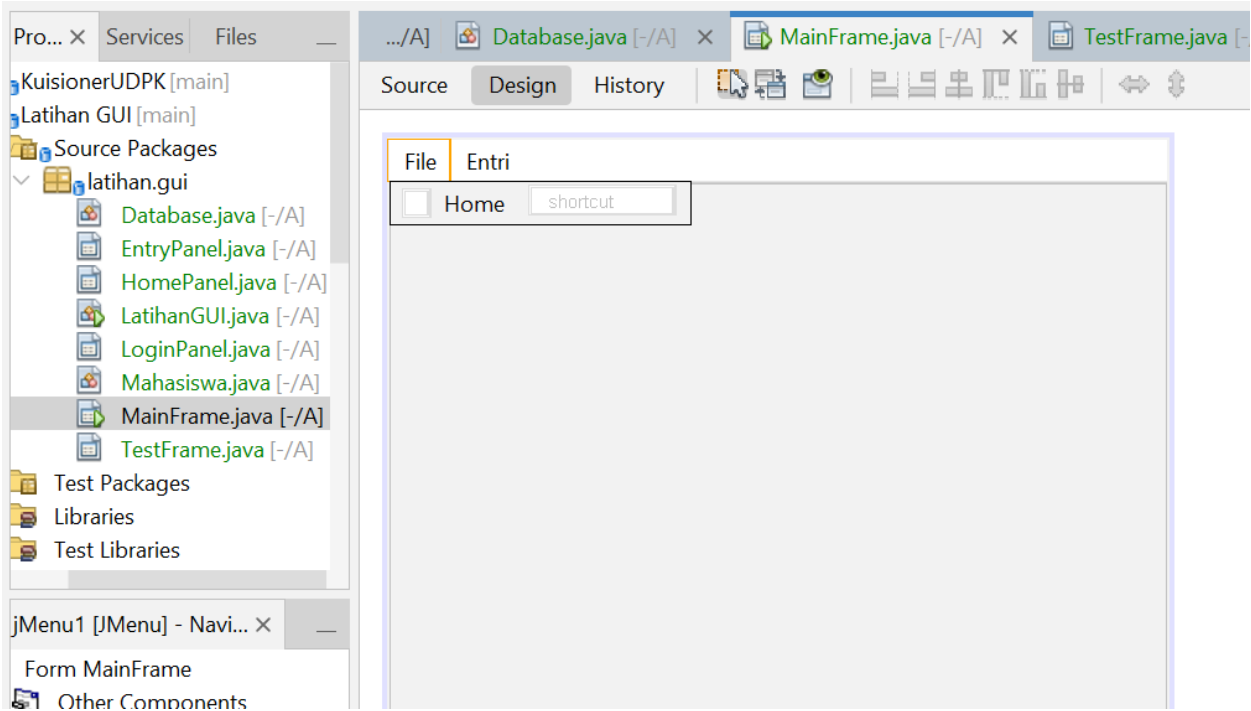 Pro... Services Files
.../A] Database.java [-/A] MainFrame.java [-/A] TestFrame.java [-
Source Design History
KuisionerUDPK [main]
Latihan GUI [main]
Source Packages
latihan.gui
Database.java [-/A]
EntryPanel.java [-/A]
HomePanel.java [-/A]
LatihanGUI.java [-/A]
LoginPanel.java [-/A]
Mahasiswa.java [-/A]
MainFrame.java [-/A]
TestFrame.java [-/A]
Test Packages
Libraries
Test Libraries
jMenu1 [JMenu] - Navi...
Form MainFrame
Other Components
File Entri
Home shortcut